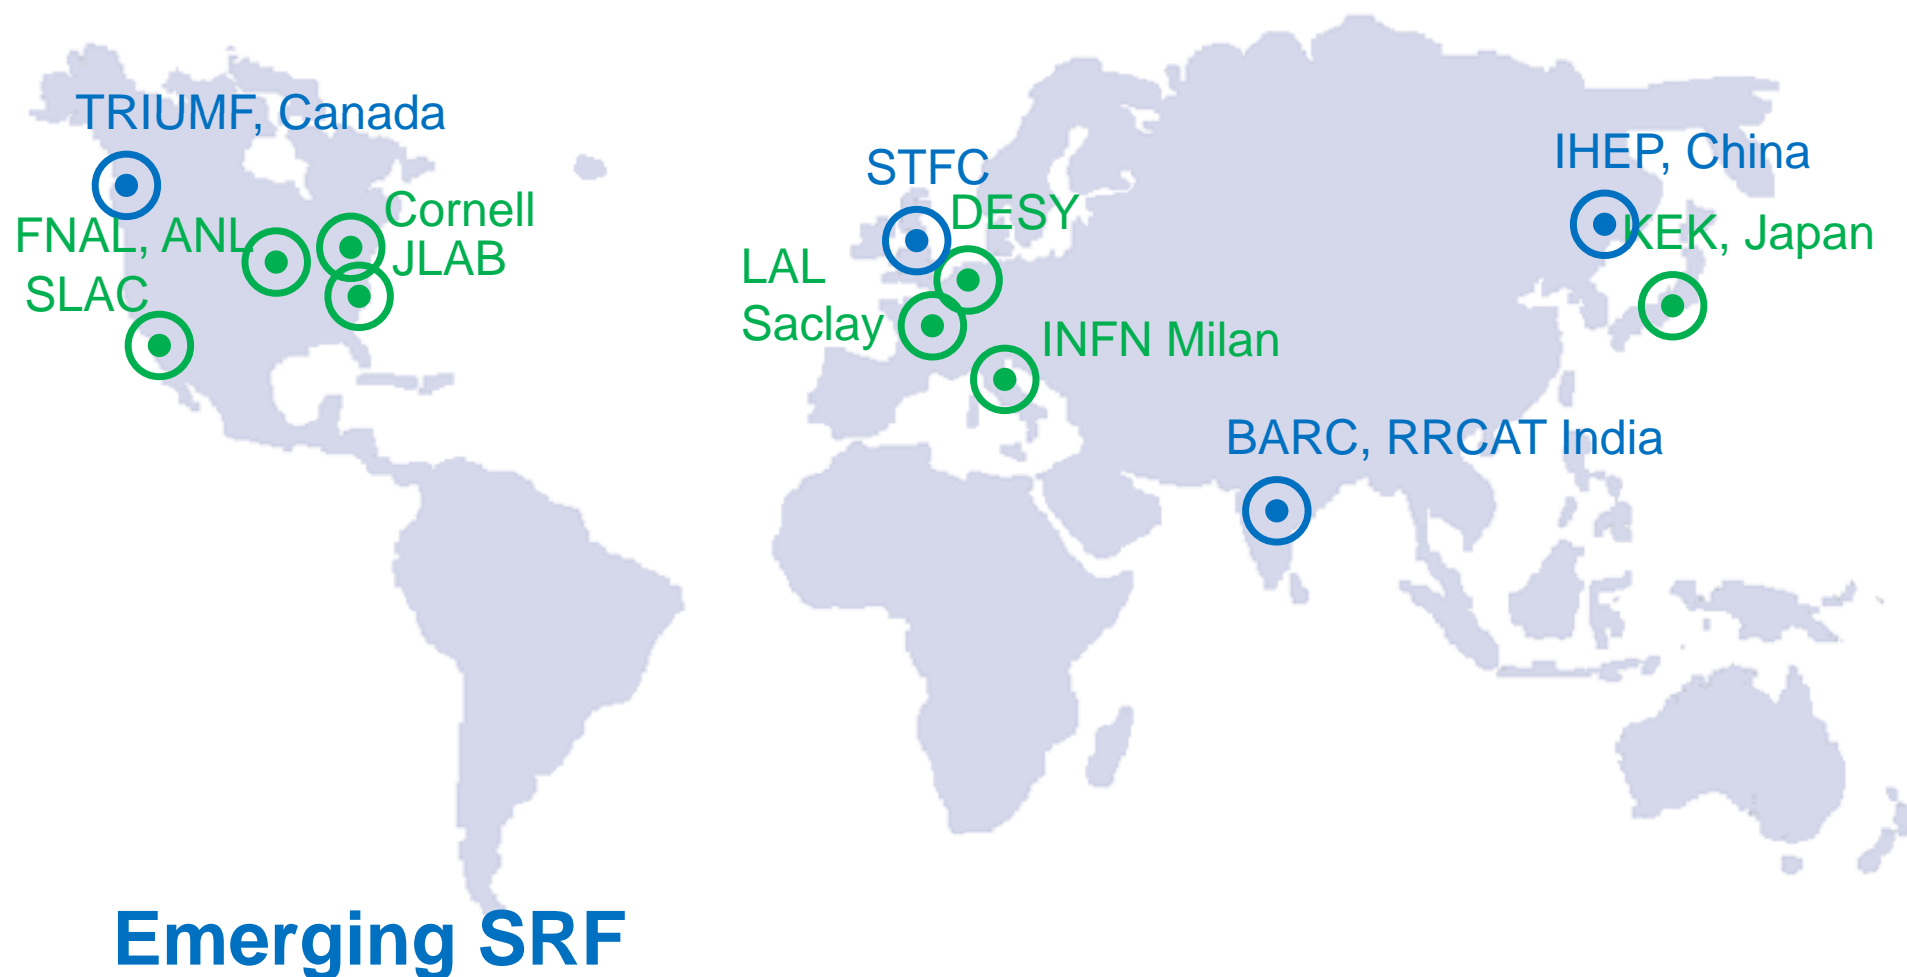 TRIUMF, Canada
FNAL, ANL
SLAC
Cornell
JLAB
STFC
DESY
LAL
Saclay
INFN Milan
IHEP, China
KEK, Japan
BARC, RRCAT India
Emerging SRF